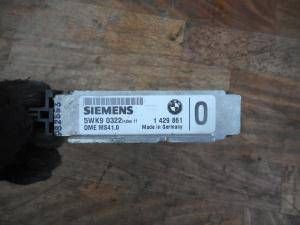 SIEMENS
5WK9 0322
1 429 861
0
DME MS41.0
Made in Germany